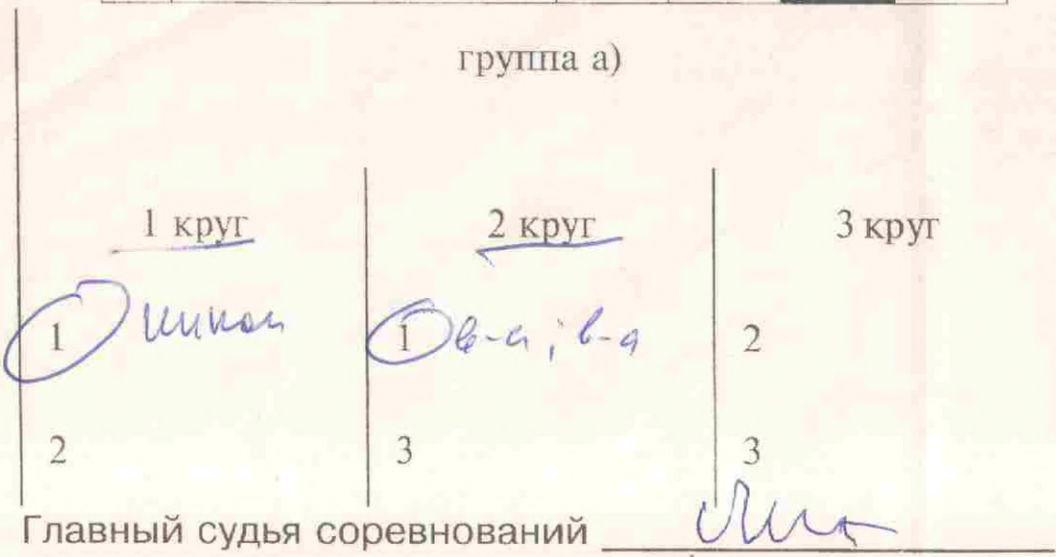 группа а)
1 круг 2 круг 3 круг
1 1 в-а; в-а 2
2 3 3
Главный судья соревнований